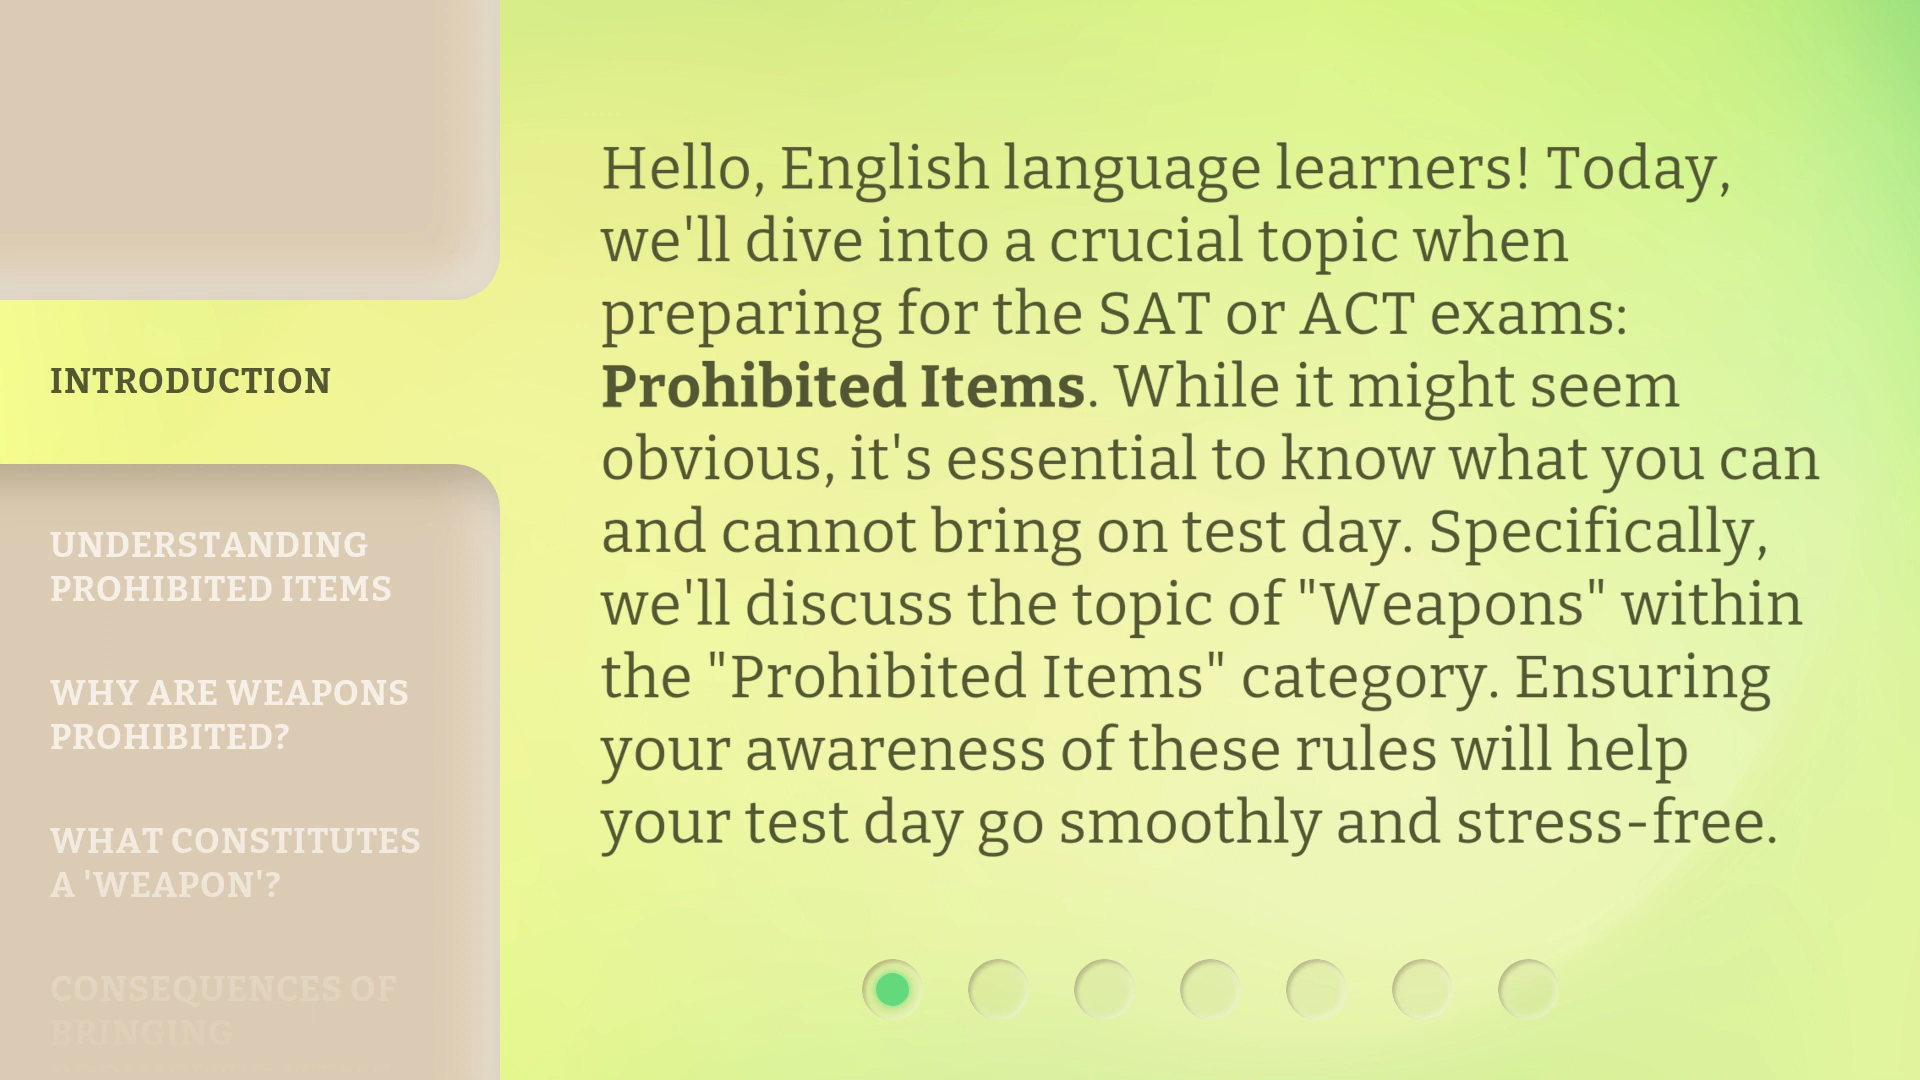 INTRODUCTION
UNDERSTANDING
PROHIBITED ITEMS
WHY ARE WEAPONS
PROHIBITED?
WHAT CONSTITUTES
A 'WEAPON'?
CONSEQUENCES OF
BRINGING
Hello, English language learners! Today,
we'll dive into a crucial topic when
preparing for the SAT or ACT exams:
Prohibited Items. While it might seem
obvious, it's essential to know what you can
and cannot bring on test day. Specifically,
we'll discuss the topic of "Weapons" within
the "Prohibited Items" category. Ensuring
your awareness of these rules will help
your test day go smoothly and stress-free.